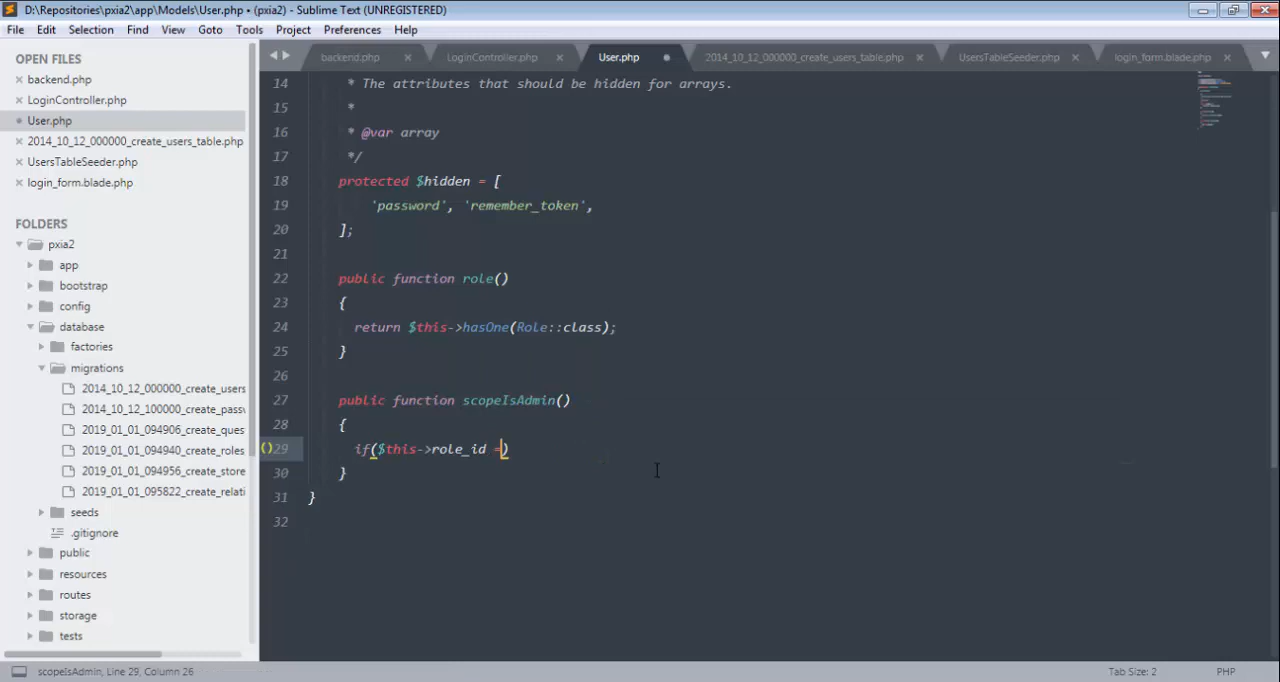 D:\Repositories\pxia2\app\Models\User.php • (pxia2) - Sublime Text (UNREGISTERED)
File Edit Selection Find View Goto Tools Project Preferences Help
OPEN FILES
backend.php
LoginController.php
User.php
2014_10_12_000000_create_users_table.php
UsersTableSeeder.php
login_form.blade.php
FOLDERS
pxia2
app
bootstrap
config
database
factories
migrations
2014_10_12_000000_create_users
2014_10_12_100000_create_pass
2019_01_01_094906_create_ques
2019_01_01_094940_create_roles
2019_01_01_094956_create_store
2019_01_01_095822_create_relati
seeds
.gitignore
public
resources
routes
storage
tests
backend.php LoginController.php User.php 2014_10_12_000000_create_users_table.php UsersTableSeeder.php login_form.blade.php
14 * The attributes that should be hidden for arrays.
15 *
16 * @var array
17 */
18 protected $hidden = [
19 'password', 'remember_token',
20 ];
21
22 public function role()
23 {
24 return $this->hasOne(Role::class);
25 }
26
27 public function scopeIsAdmin()
28 {
29 if($this->role_id =)
30 }
31 }
32
scopeIsAdmin, Line 29, Column 26 Tab Size: 2 PHP